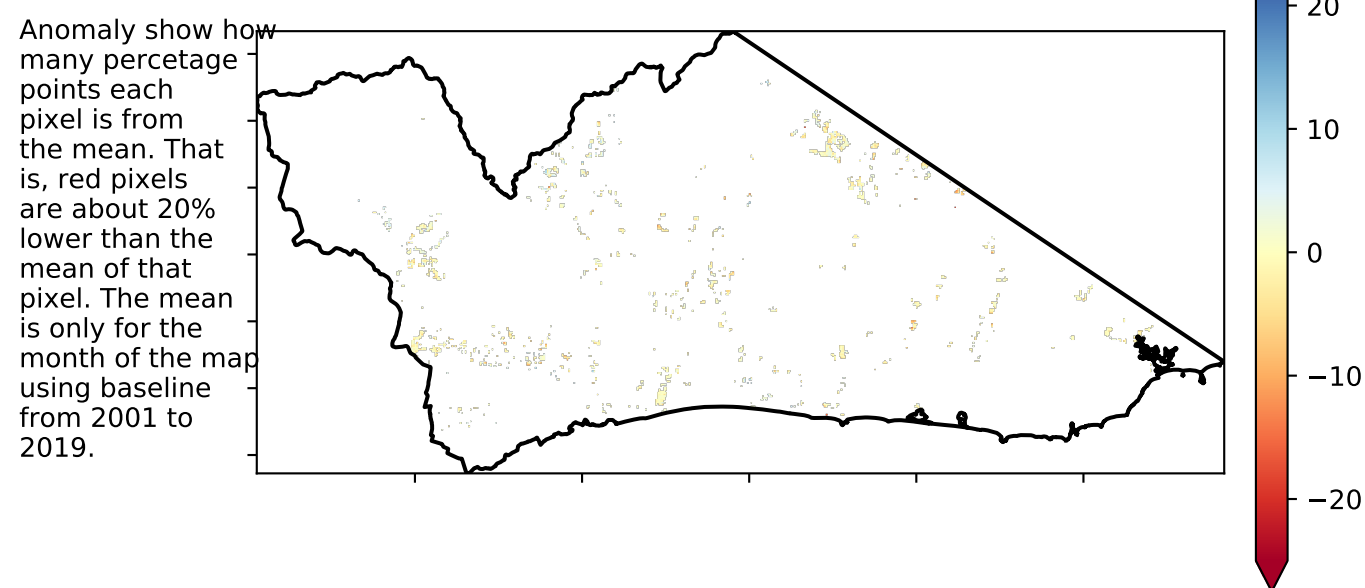 Anomaly show how
many percetage
points each
pixel is from
the mean. That
is, red pixels
are about 20%
lower than the
mean of that
pixel. The mean
is only for the
month of the map
using baseline
from 2001 to
2019.
20
10
0
−10
−20